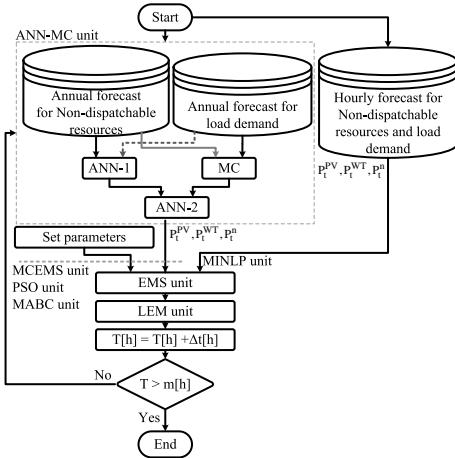 Start
ANN-MC unit
Annual forecast
for Non-dispatchable
resources
Annual forecast for
load demand
Hourly forecast for
Non-dispatchable
resources and load
demand
ANN-1
MC
ANN-2
P_t^PV, P_t^WT, P_t^n
P_t^PV, P_t^WT, P_t^n
Set parameters
MCEMS unit
PSO unit
MABC unit
MINLP unit
EMS unit
LEM unit
T[h] = T[h] +Δt[h]
No
T > m[h]
Yes
End